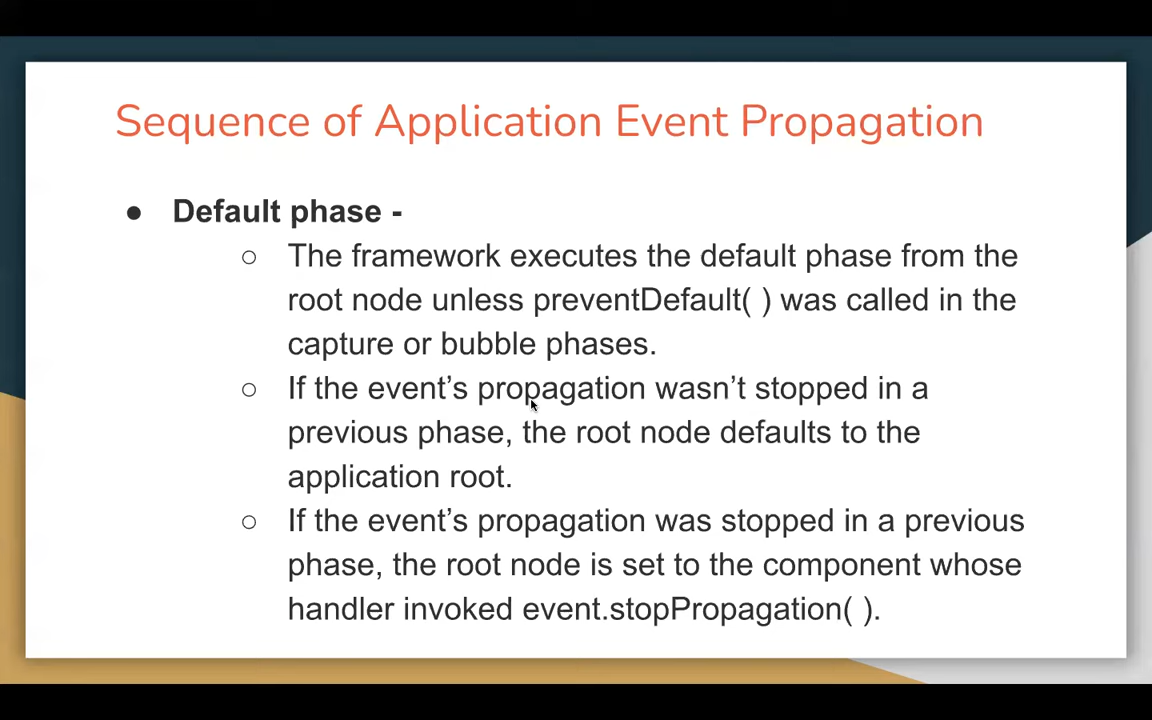 Sequence of Application Event Propagation
● Default phase -
○ The framework executes the default phase from the
root node unless preventDefault( ) was called in the
capture or bubble phases.
○ If the event’s propagation wasn’t stopped in a
previous phase, the root node defaults to the
application root.
○ If the event’s propagation was stopped in a previous
phase, the root node is set to the component whose
handler invoked event.stopPropagation( ).